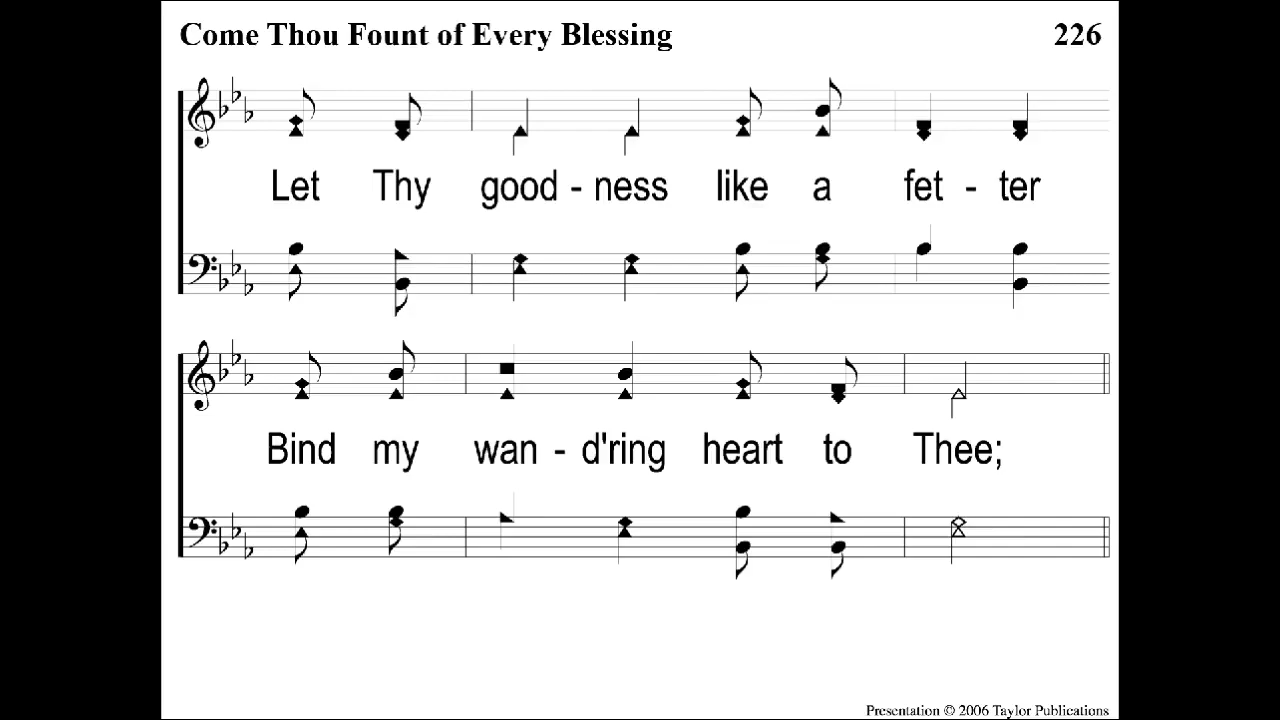 Come Thou Fount of Every Blessing 226
Let Thy good - ness like a fet - ter
Bind my wan - d'ring heart to Thee;
Presentation © 2006 Taylor Publications